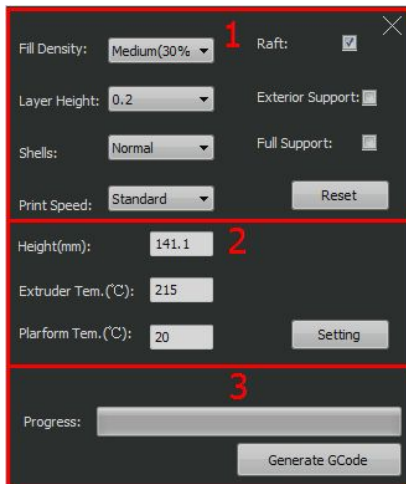 1
Fill Density: Medium(30% Raft:
Layer Height: 0.2 Exterior Support:
Shells: Normal Full Support:
Print Speed: Standard Reset
2
Height(mm): 141.1
Extruder Tem.(℃): 215
Plarform Tem.(℃): 20 Setting
3
Progress:
Generate GCode